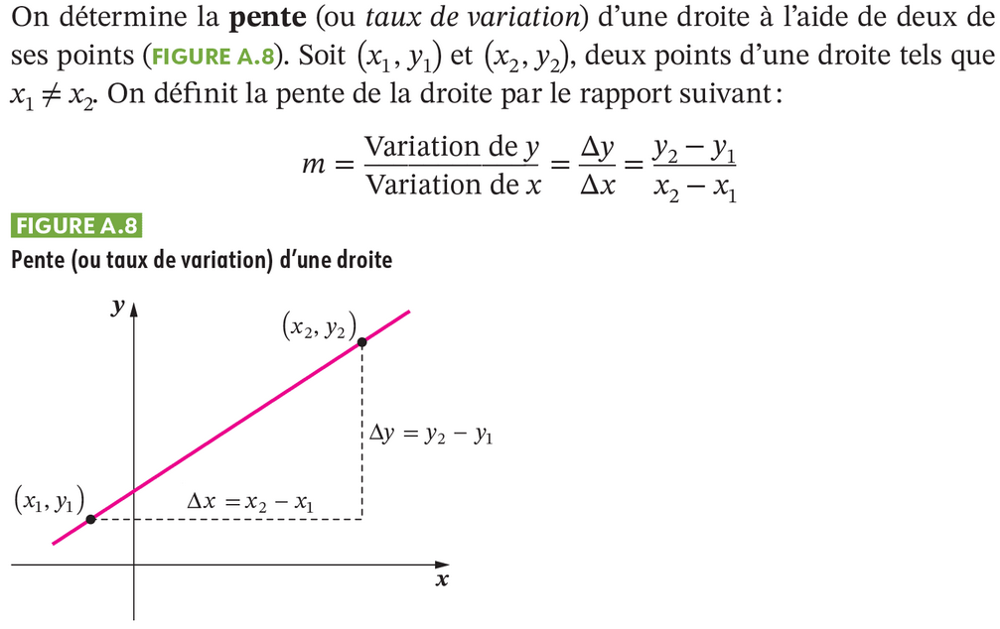 On détermine la pente (ou taux de variation) d’une droite à l’aide de deux de
ses points (FIGURE A.8). Soit (x₁, y₁) et (x₂, y₂), deux points d’une droite tels que
x₁ ≠ x₂. On définit la pente de la droite par le rapport suivant :
m = Variation de y / Variation de x = Δy / Δx = y₂ − y₁ / x₂ − x₁
FIGURE A.8
Pente (ou taux de variation) d’une droite
y
(x₂, y₂)
Δy = y₂ − y₁
(x₁, y₁)
Δx = x₂ − x₁
x